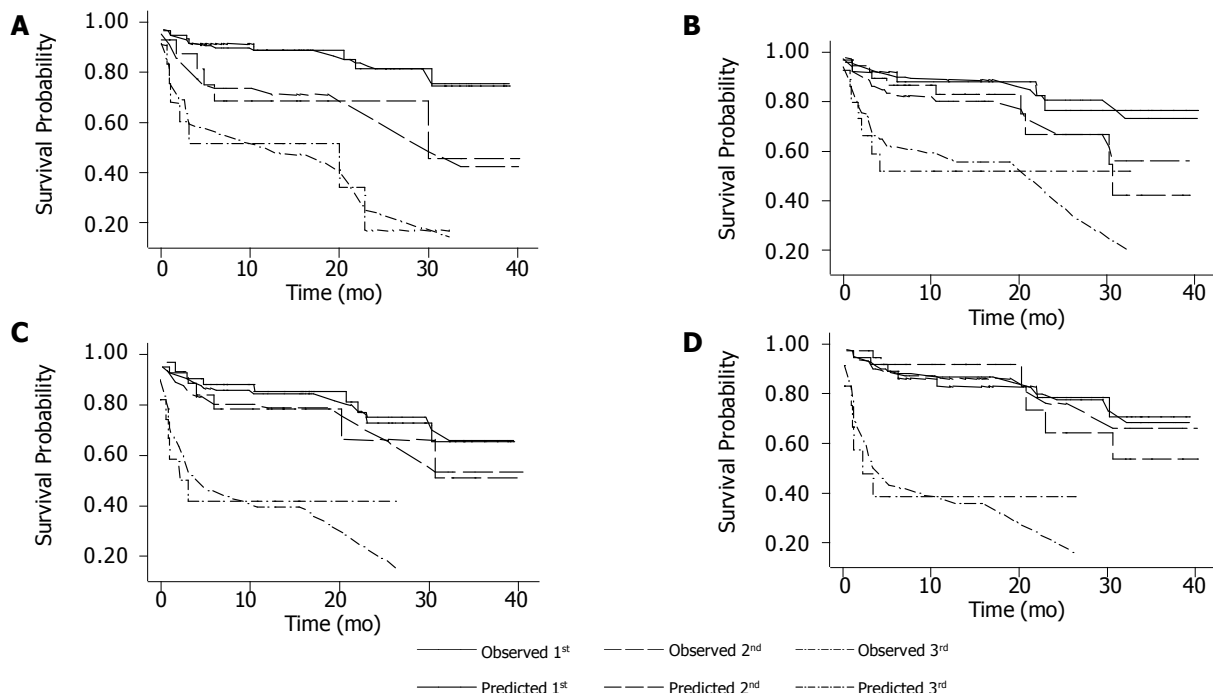 A
Survival Probability
1.00
0.80
0.60
0.40
0.20
0 10 20 30 40
Time (mo)
B
Survival Probability
1.00
0.80
0.60
0.40
0.20
0 10 20 30 40
Time (mo)
C
Survival Probability
1.00
0.80
0.60
0.40
0.20
0 10 20 30 40
Time (mo)
D
Survival Probability
1.00
0.80
0.60
0.40
0.20
0 10 20 30 40
Time (mo)
Observed 1st Observed 2nd Observed 3rd
Predicted 1st Predicted 2nd Predicted 3rd